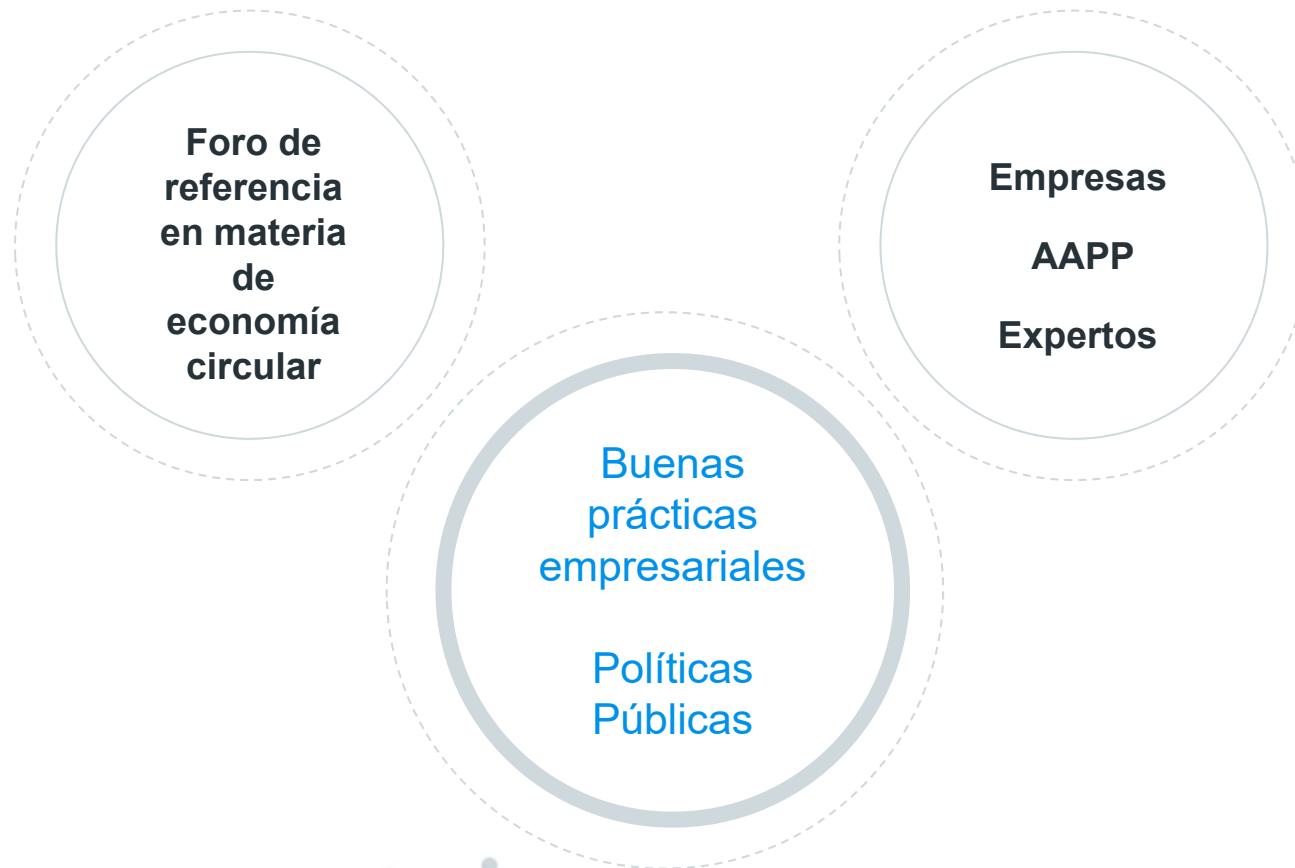 Foro de
referencia
en materia
de
economía
circular
Empresas
AAPP
Expertos
Buenas
prácticas
empresariales
Políticas
Públicas